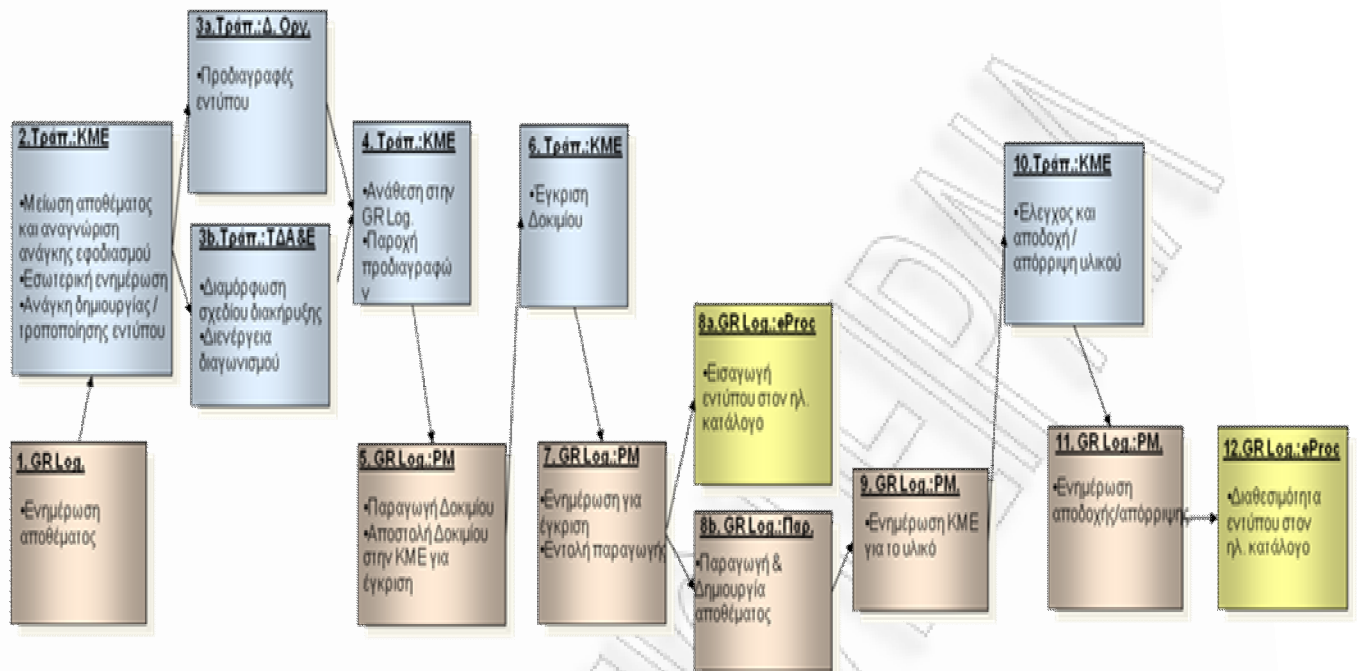 3a.Τράπ.:Δ. Οργ.
•Προδιαγραφές
εντύπου
2.Τράπ.:ΚΜΕ
•Μείωση αποθέματος
και αναγνώριση
ανάγκης εφοδιασμού
•Εσωτερική ενημέρωση
•Ανάγκη δημιουργίας /
τροποποίησης εντύπου
3b.Τράπ.:ΤΔΑ&Ε
•Διαμόρφωση
σχεδίου διακήρυξης
•Διενέργεια
διαγωνισμού
4. Τράπ.:ΚΜΕ
•Ανάθεση στην
GR Log.
•Παροχή
προδιαγραφώ
ν
6. Τράπ.:ΚΜΕ
•Έγκριση
Δοκιμίου
10.Τράπ.:ΚΜΕ
•Έλεγχος και
αποδοχή /
απόρριψη υλικού
1. GR Log.
•Ενημέρωση
αποθέματος
5. GR Log.:PM
•Παραγωγή Δοκιμίου
•Αποστολή Δοκιμίου
στην ΚΜΕ για
έγκριση
7. GR Log.:PM
•Ενημέρωση για
έγκριση
•Εντολή παραγωγής
8a.GR Log.:eProc
•Εισαγωγή
εντύπου στον ηλ.
κατάλογο
8b. GR Log.:Παρ.
•Παραγωγή &
Δημιουργία
αποθέματος
9. GR Log.:PM.
•Ενημέρωση ΚΜΕ
για το υλικό
11. GR Log.:PM.
•Ενημέρωση
αποδοχής/απόρριψης
12.GR Log.:eProc
•Διαθεσιμότητα
εντύπου στον
ηλ. κατάλογο